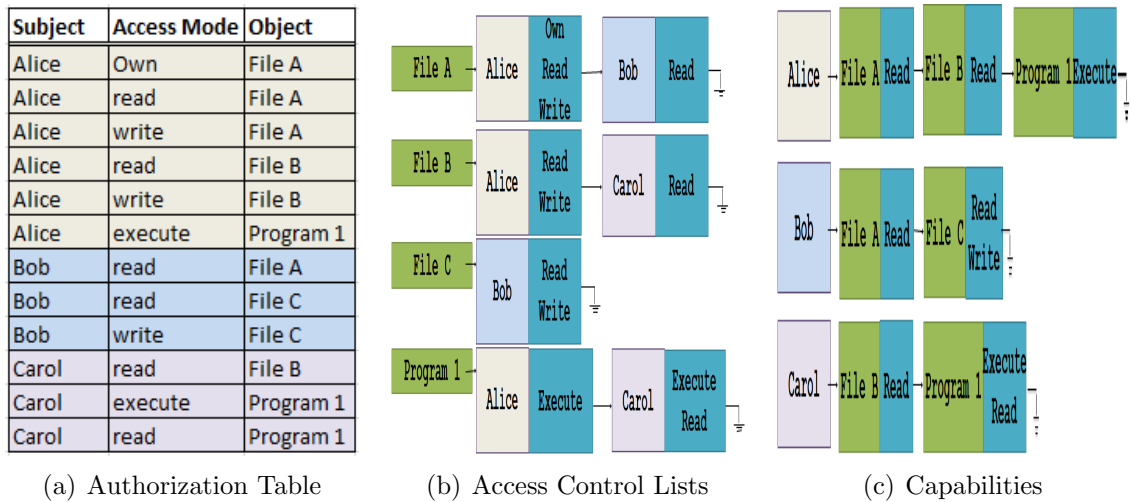 Subject Access Mode Object
Alice Own File A
Alice read File A
Alice write File A
Alice read File B
Alice write File B
Alice execute Program 1
Bob read File A
Bob read File C
Bob write File C
Carol read File B
Carol execute Program 1
Carol read Program 1
(a) Authorization Table
File A Alice Own
Read
Write
Bob Read
File B Alice Read
Write
Carol Read
File C Bob Read
Write
Program 1 Alice Execute Carol Execute
Read
(b) Access Control Lists
Alice File A Read File B Read Program 1 Execute
Bob File A Read File C Read
Write
Carol File B Read Program 1 Execute
Read
(c) Capabilities